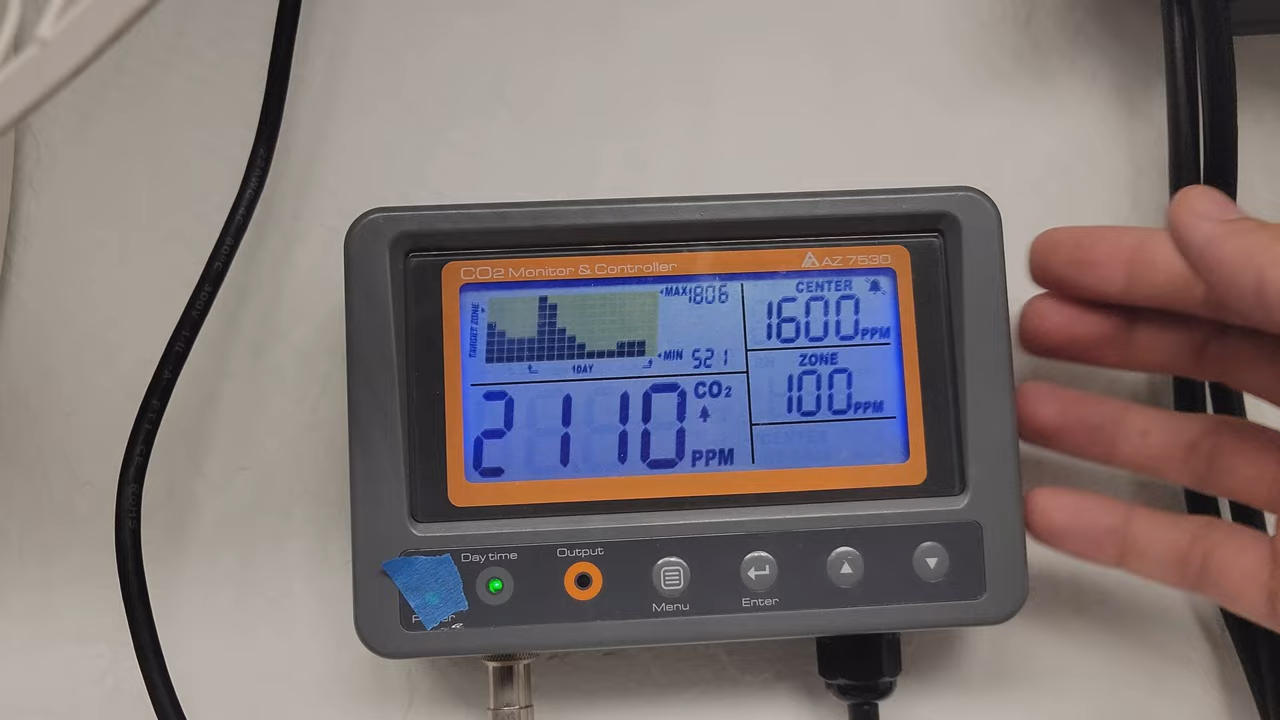 CO2 Monitor & Controller
AZ 7530
TARGET ZONE
MAX 1806
MIN 521
1DAY
CENTER
1600 PPM
ZONE
100 PPM
2110 CO2
PPM
CENTER
Day time
Output
Power
Menu
Enter